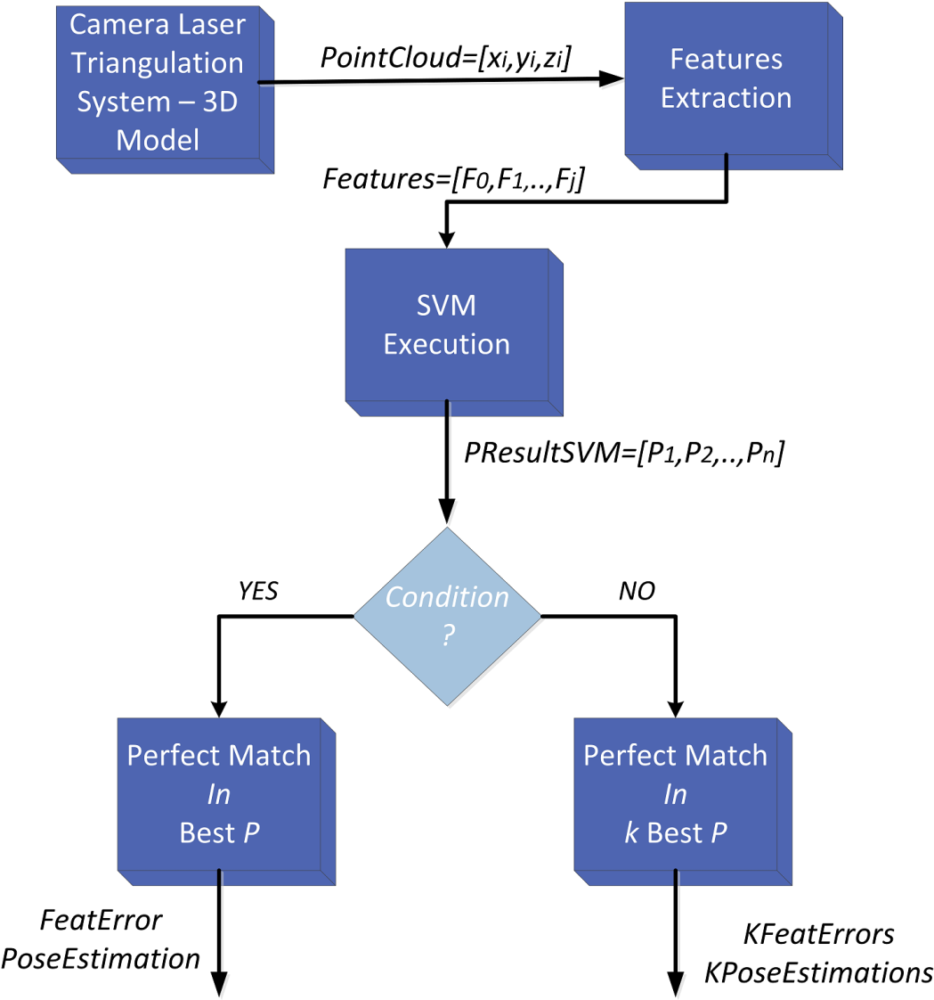 Camera Laser
Triangulation
System – 3D
Model
PointCloud=[xi,yi,zi]
Features
Extraction
Features=[F0,F1,..,Fj]
SVM
Execution
PResultSVM=[P1,P2,..,Pn]
YES
Condition
?
NO
Perfect Match
In
Best P
Perfect Match
In
k Best P
FeatError
PoseEstimation
KFeatErrors
KPoseEstimations